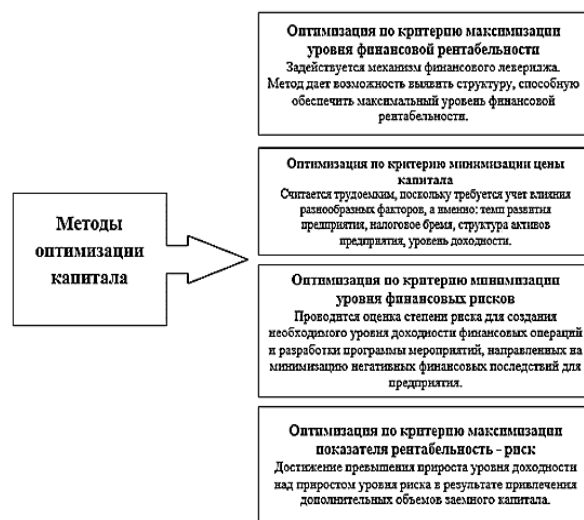 Оптимизация по критерию максимизации
уровня финансовой рентабельности
Задействуется механизм финансового левериджа.
Метод дает возможность выявить структуру, способную
обеспечить максимальный уровень финансовой
рентабельности.
Оптимизация по критерию минимизации цены
капитала
Считается трудоемким, поскольку требуется учет влияния
разнообразных факторов, а именно: темп развития
предприятия, налоговое бремя, структура активов
предприятия, уровень доходности.
Методы
оптимизации
капитала
Оптимизация по критерию минимизации
уровня финансовых рисков
Проводится оценка степени риска для создания
необходимого уровня доходности финансовых операций
и разработки программы мероприятий, направленных на
минимизацию негативных финансовых последствий для
предприятия.
Оптимизация по критерию максимизации
показателя рентабельность - риск
Достижение превышения прироста уровня доходности
над приростом уровня риска в результате привлечения
дополнительных объемов заемного капитала.